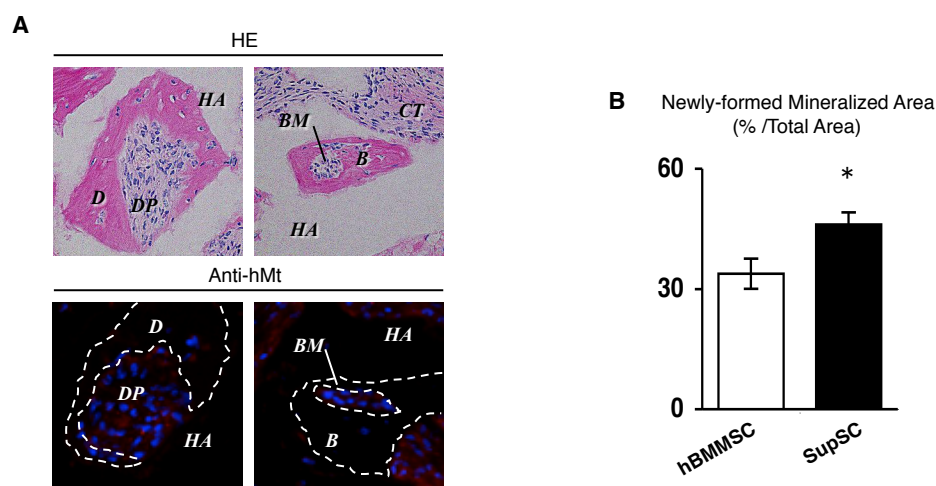 A
HE
HA
D
DP
BM
CT
B
HA
Anti-hMt
D
DP
HA
BM
HA
B
B
Newly-formed Mineralized Area
(% /Total Area)
60
30
0
*
hBMMSC
SupSC